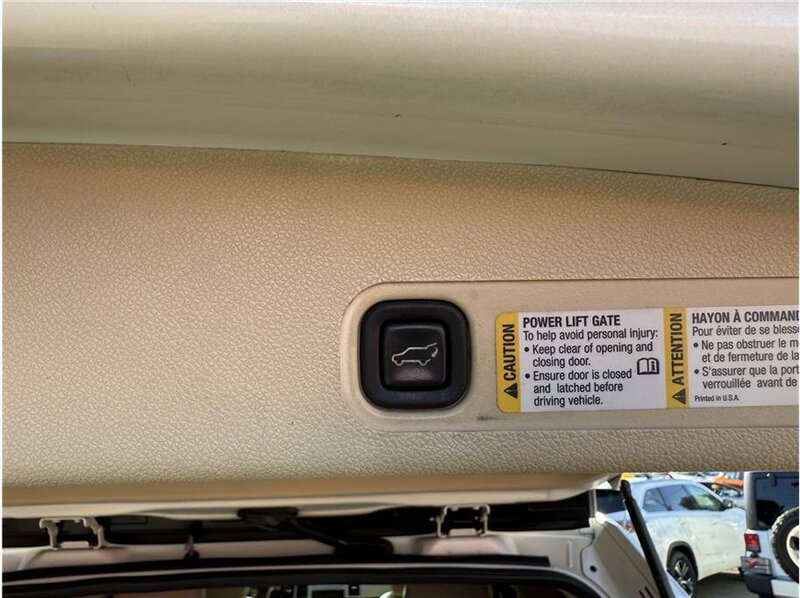 CAUTION
POWER LIFT GATE
To help avoid personal injury:
• Keep clear of opening and
closing door.
• Ensure door is closed
and latched before
driving vehicle.
ATTENTION
HAYON À COMMAND
Pour éviter de se bless
• Ne pas obstruer le m
et de fermeture de la
• S'assurer que la port
verrouillée avant de
Printed in U.S.A.